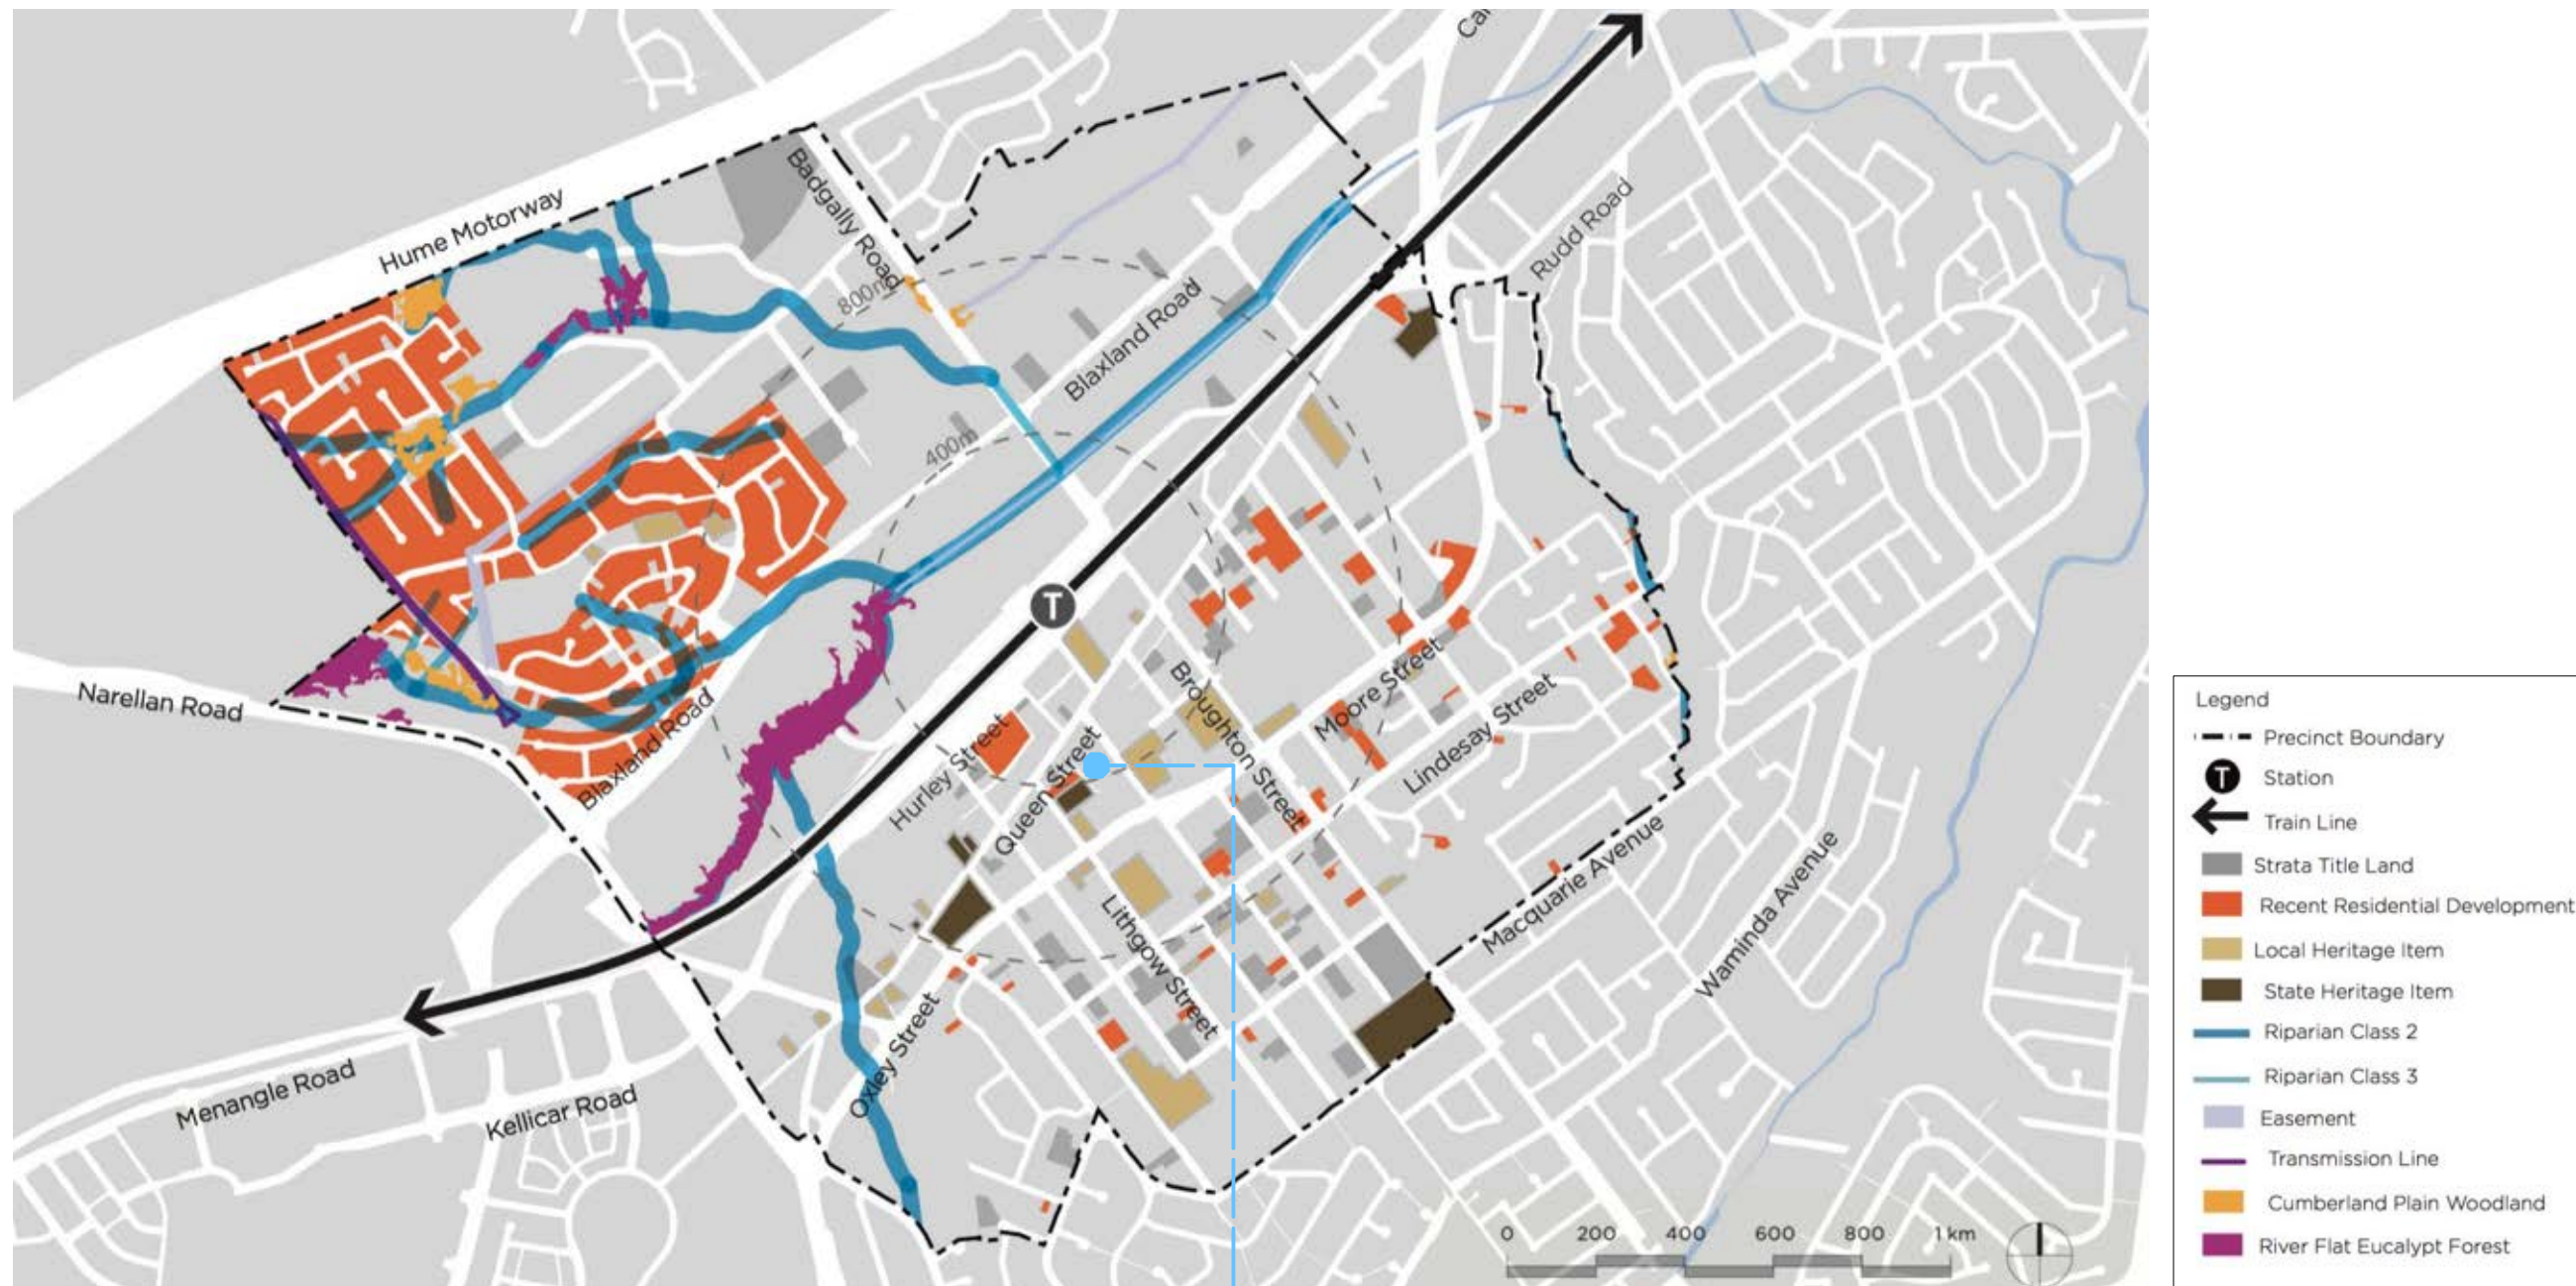 Hume Motorway
Badgally Road
Rudd Road
800m
Blaxland Road
400m
T
Narellan Road
Blaxland Road
Hurley Street
Queen Street
Broughton Street
Moore Street
Lindesay Street
Lithgow Street
Macquarie Avenue
Waminda Avenue
Oxley Street
Menangle Road
Kellicar Road
0 200 400 600 800 1 km
Legend
Precinct Boundary
T Station
Train Line
Strata Title Land
Recent Residential Development
Local Heritage Item
State Heritage Item
Riparian Class 2
Riparian Class 3
Easement
Transmission Line
Cumberland Plain Woodland
River Flat Eucalypt Forest